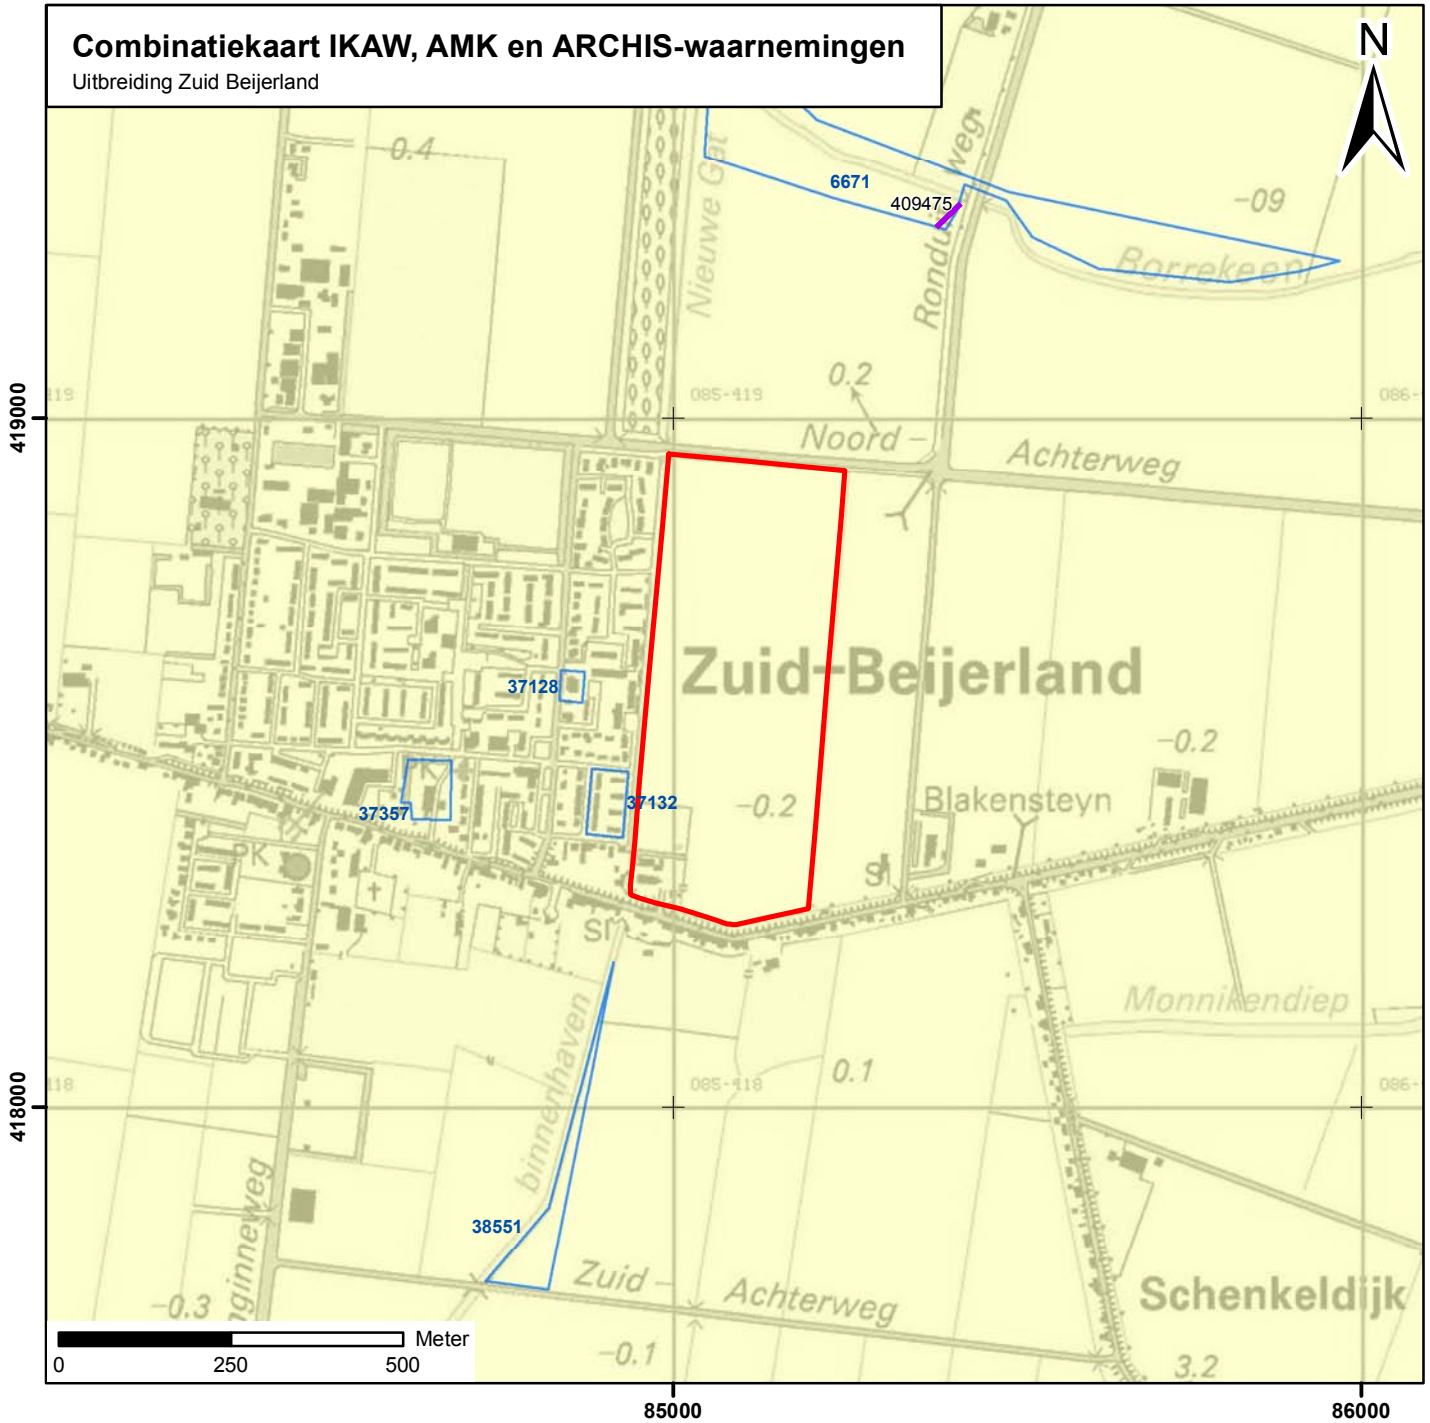 Combinatiekaart IKAW, AMK en ARCHIS-waarnemingen
Uitbreiding Zuid Beijerland
N
0.4
Nieuwe Gat
6671
409475
-09
Borrekeen
419000
119
0.2
085-419
086-
Noord-
Achterweg
37128
Zuid-Beijerland
-0.2
37357
37132
-0.2
Blakensteyn
PK
K
Sl
Sl
binnenhaven
Monnikendiep
418000
118
085-418
0.1
086-
38551
Zuid-
Achterweg
Schenkeldijk
-0.3
nginneweg
-0.1
3.2
Meter
0
250
500
85000
86000